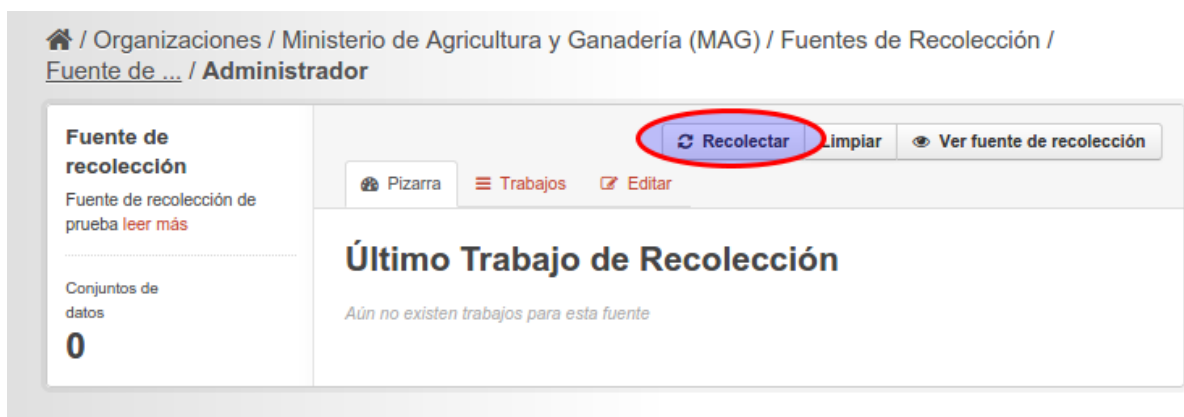 / Organizaciones / Ministerio de Agricultura y Ganadería (MAG) / Fuentes de Recolección /
Fuente de ... / Administrador
Fuente de
recolección
Fuente de recolección de
prueba leer más
Conjuntos de
datos
0
Recolectar Limpiar Ver fuente de recolección
Pizarra Trabajos Editar
Último Trabajo de Recolección
Aún no existen trabajos para esta fuente